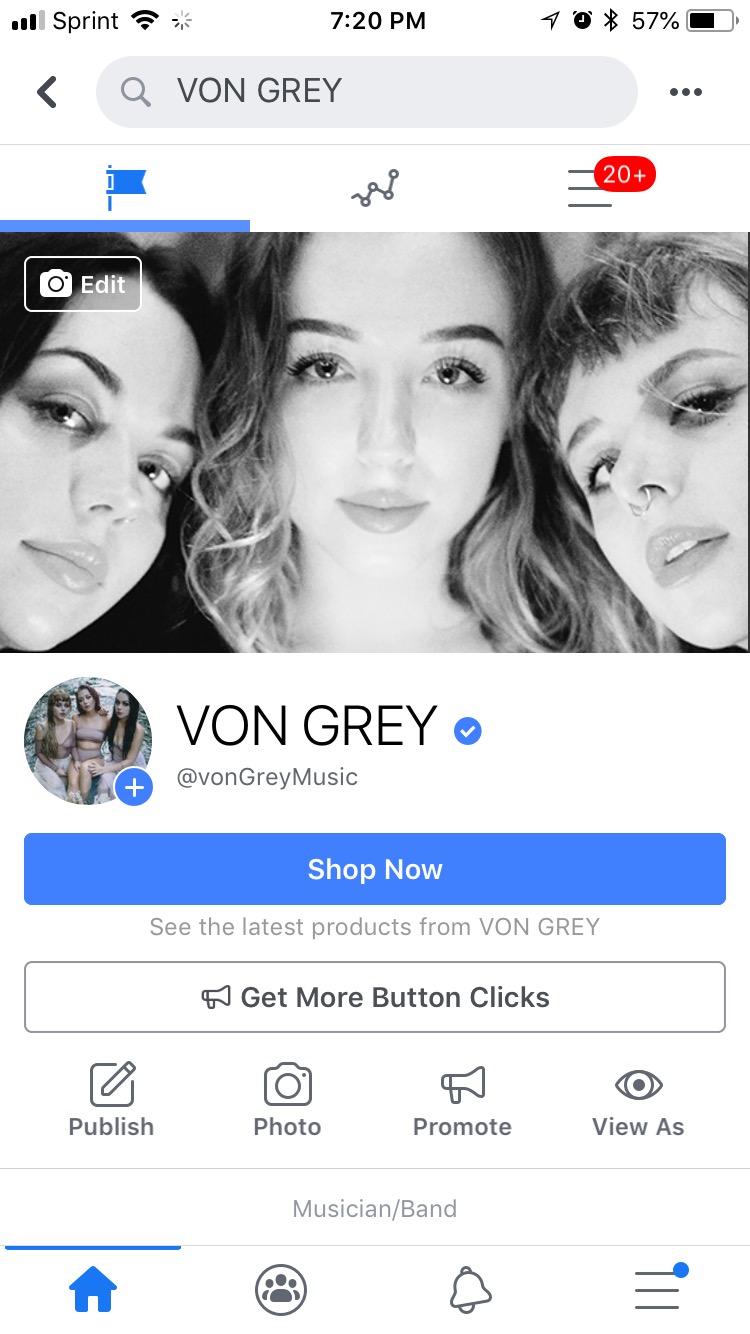 Sprint 7:20 PM 57%
VON GREY
20+
Edit
VON GREY
@vonGreyMusic
Shop Now
See the latest products from VON GREY
Get More Button Clicks
Publish Photo Promote View As
Musician/Band